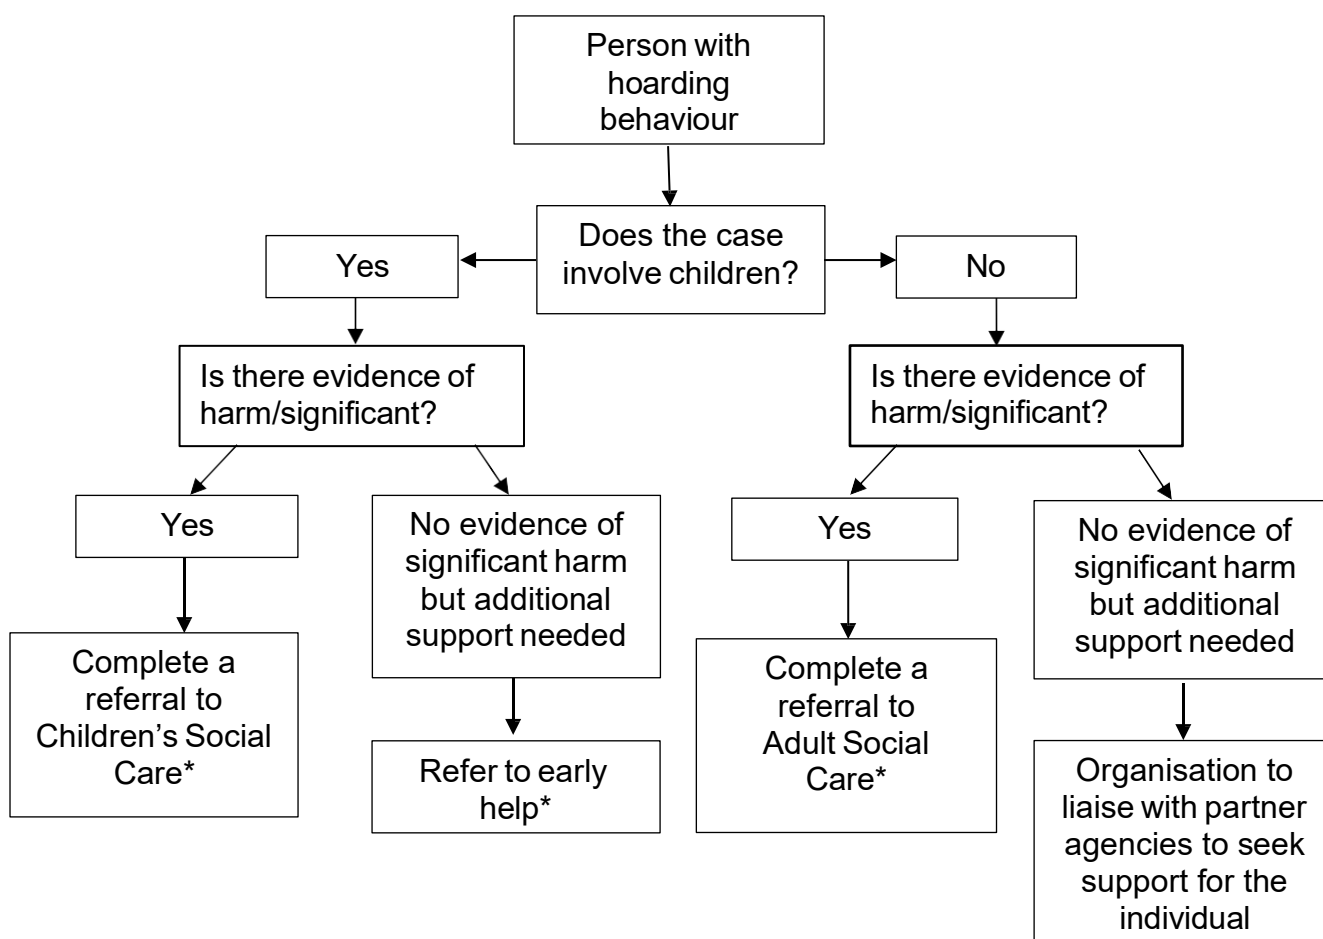 Person with
hoarding
behaviour
Does the case
involve children?
Yes
No
Is there evidence of
harm/significant?
Is there evidence of
harm/significant?
Yes
No evidence of
significant harm
but additional
support needed
Yes
No evidence of
significant harm
but additional
support needed
Complete a
referral to
Children’s Social
Care*
Refer to early
help*
Complete a
referral to
Adult Social
Care*
Organisation to
liaise with partner
agencies to seek
support for the
individual